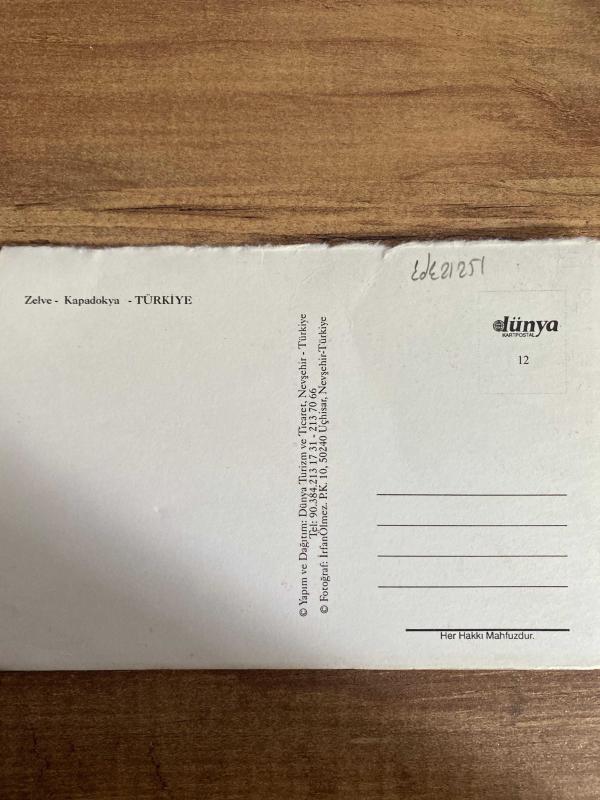 EdE21251
Zelve - Kapadokya - TÜRKİYE
dünya
KARTPOSTAL
12
© Yapım ve Dağıtım: Dünya Turizm ve Ticaret, Nevşehir - Türkiye
Tel: 90.384.213 17 31 - 213 70 66
© Fotoğraf: İrfanÖlmez. P.K. 10, 50240 Uçhisar, Nevşehir-Türkiye
Her Hakkı Mahfuzdur.